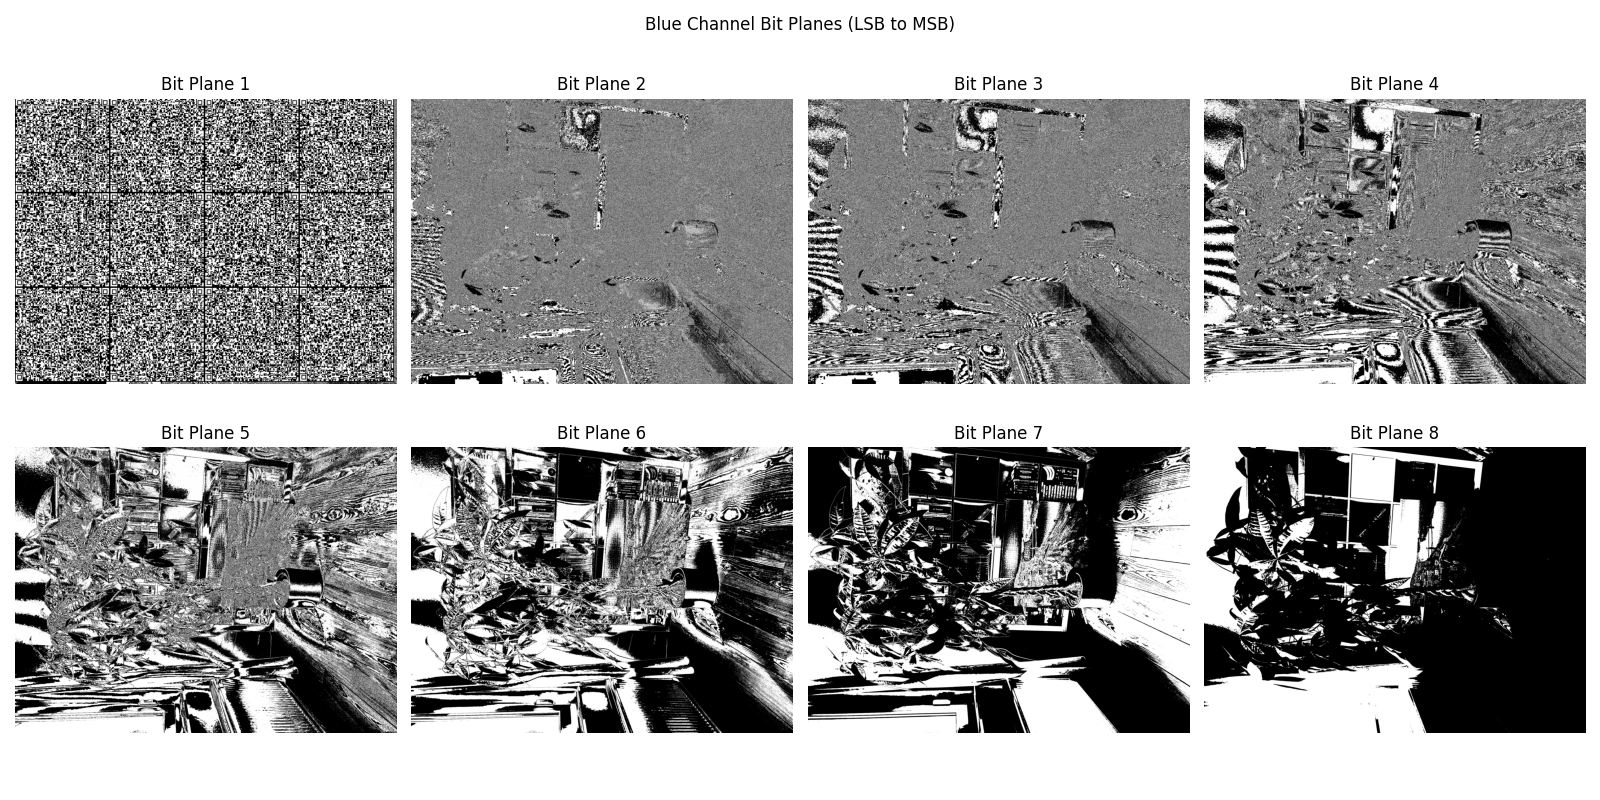 Blue Channel Bit Planes (LSB to MSB)
Bit Plane 1
Bit Plane 2
Bit Plane 3
Bit Plane 4
Bit Plane 5
Bit Plane 6
Bit Plane 7
Bit Plane 8